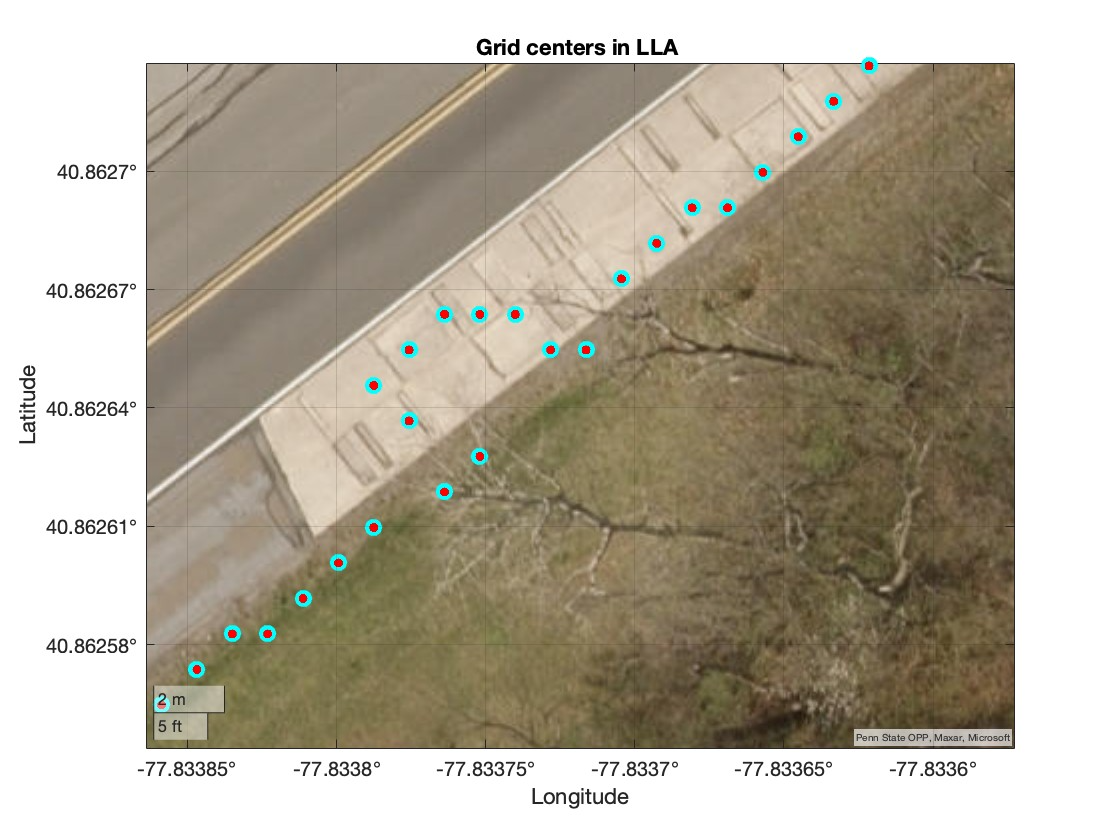 Grid centers in LLA
40.8627°
40.86267°
40.86264°
40.86261°
40.86258°
Latitude
2 m
5 ft
Penn State OPP, Maxar, Microsoft
-77.83385° -77.8338° -77.83375° -77.8337° -77.83365° -77.8336°
Longitude